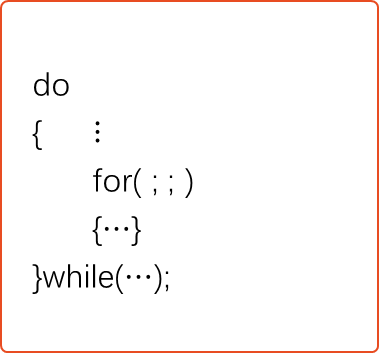 do
{ ⋮
for( ; ; )
{⋯}
}while(⋯);